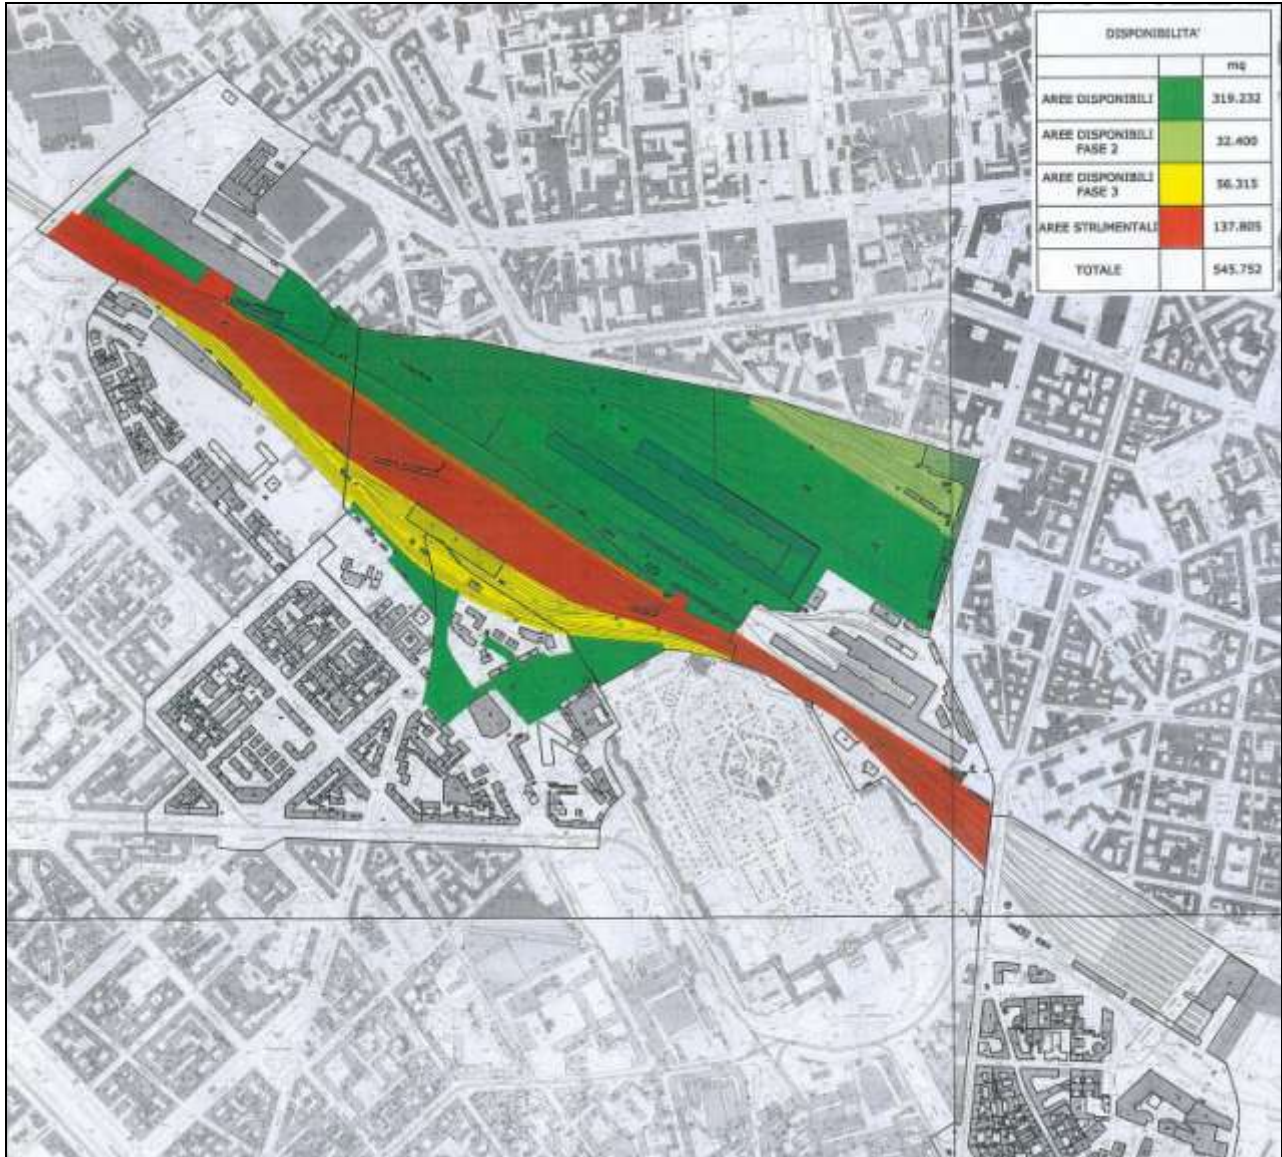 DISPONIBILITA'
mq
AREE DISPONIBILI 319.232
AREE DISPONIBILI
FASE 2 32.400
AREE DISPONIBILI
FASE 3 56.315
AREE STRUMENTALI 137.805
TOTALE 545.752